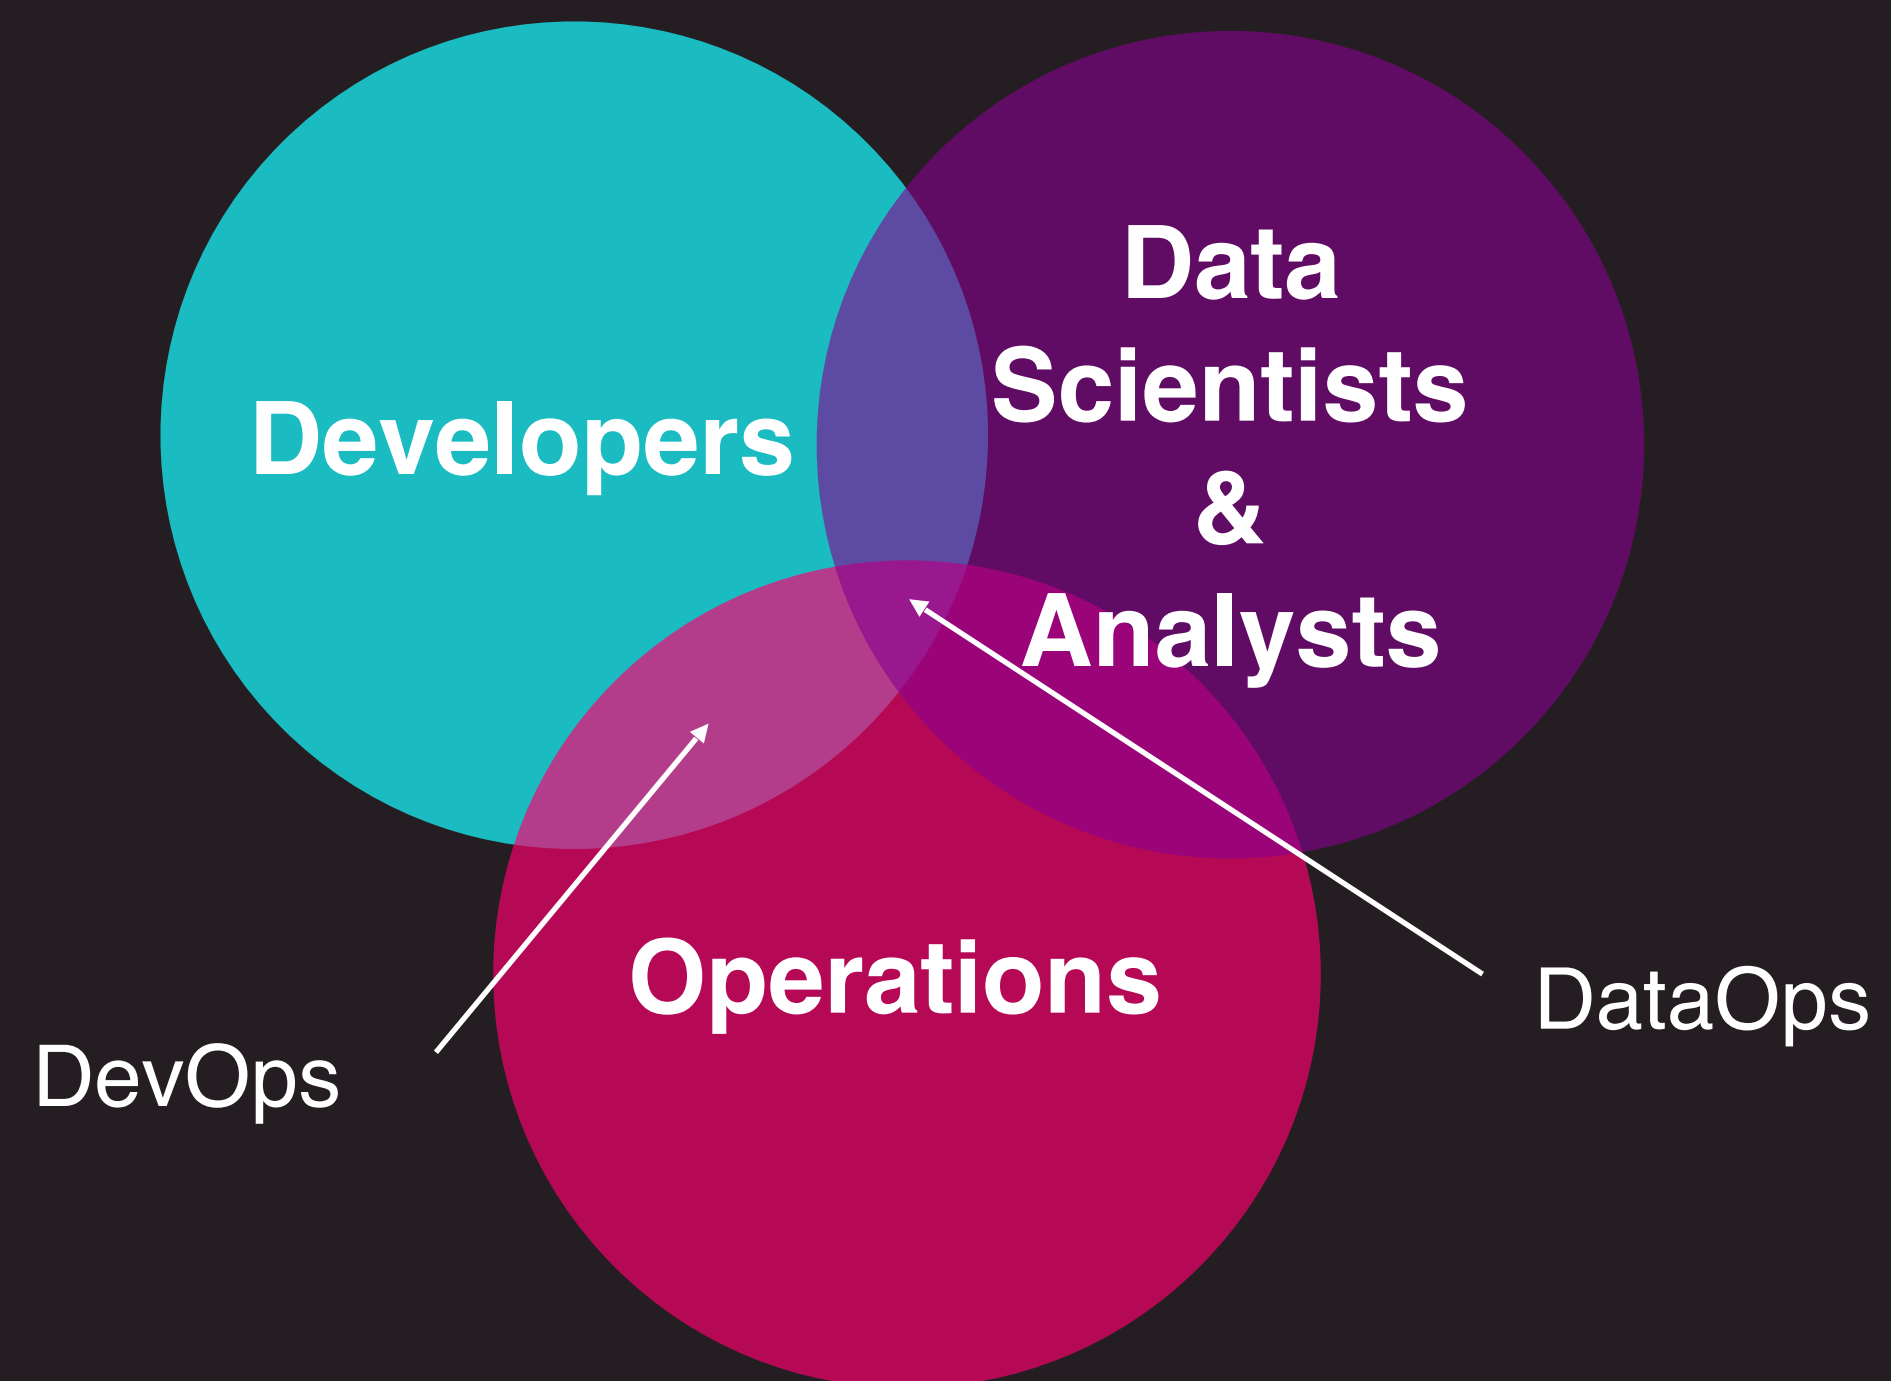 Developers
Data
Scientists
&
Analysts
Operations
DevOps
DataOps